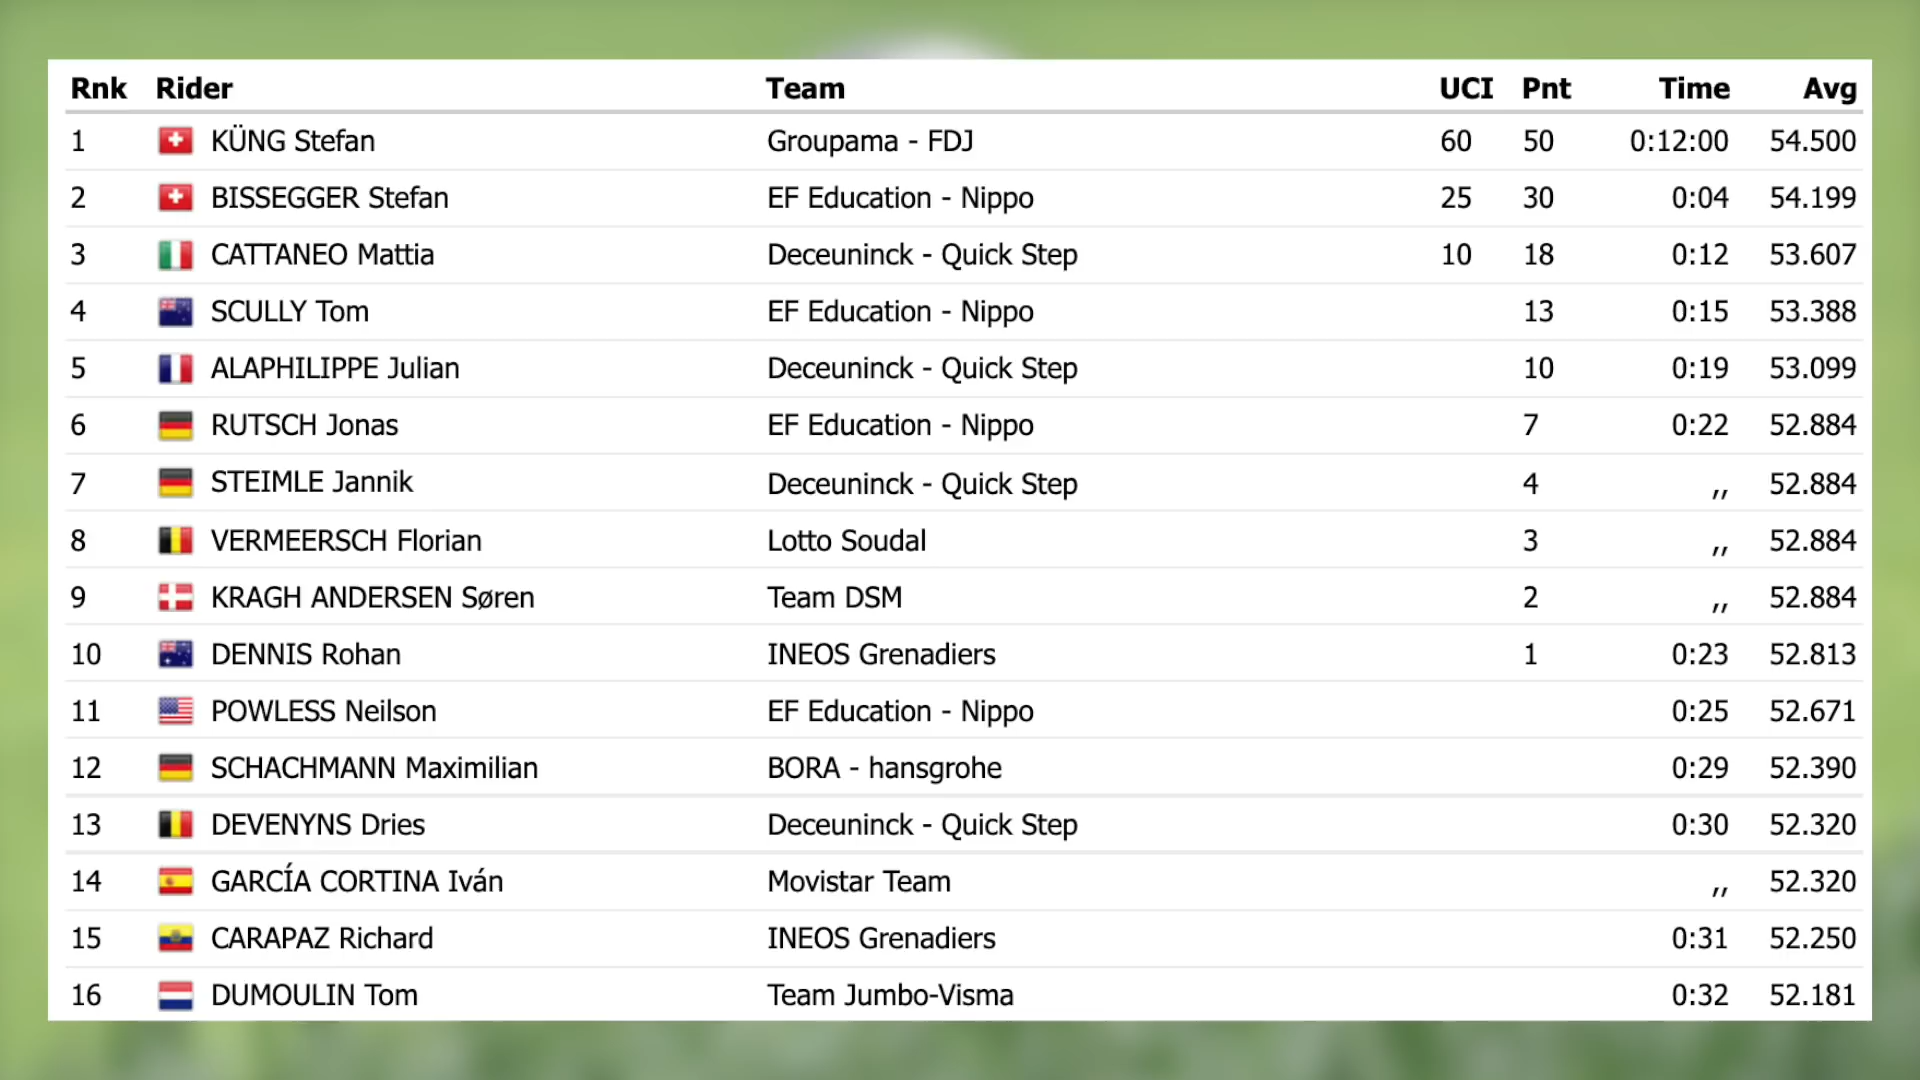 Rnk Rider Team UCI Pnt Time Avg
1 KÜNG Stefan Groupama - FDJ 60 50 0:12:00 54.500
2 BISSEGGER Stefan EF Education - Nippo 25 30 0:04 54.199
3 CATTANEO Mattia Deceuninck - Quick Step 10 18 0:12 53.607
4 SCULLY Tom EF Education - Nippo 13 0:15 53.388
5 ALAPHILIPPE Julian Deceuninck - Quick Step 10 0:19 53.099
6 RUTSCH Jonas EF Education - Nippo 7 0:22 52.884
7 STEIMLE Jannik Deceuninck - Quick Step 4 ,, 52.884
8 VERMEERSCH Florian Lotto Soudal 3 ,, 52.884
9 KRAGH ANDERSEN Søren Team DSM 2 ,, 52.884
10 DENNIS Rohan INEOS Grenadiers 1 0:23 52.813
11 POWLESS Neilson EF Education - Nippo 0:25 52.671
12 SCHACHMANN Maximilian BORA - hansgrohe 0:29 52.390
13 DEVENYNS Dries Deceuninck - Quick Step 0:30 52.320
14 GARCÍA CORTINA Iván Movistar Team ,, 52.320
15 CARAPAZ Richard INEOS Grenadiers 0:31 52.250
16 DUMOULIN Tom Team Jumbo-Visma 0:32 52.181